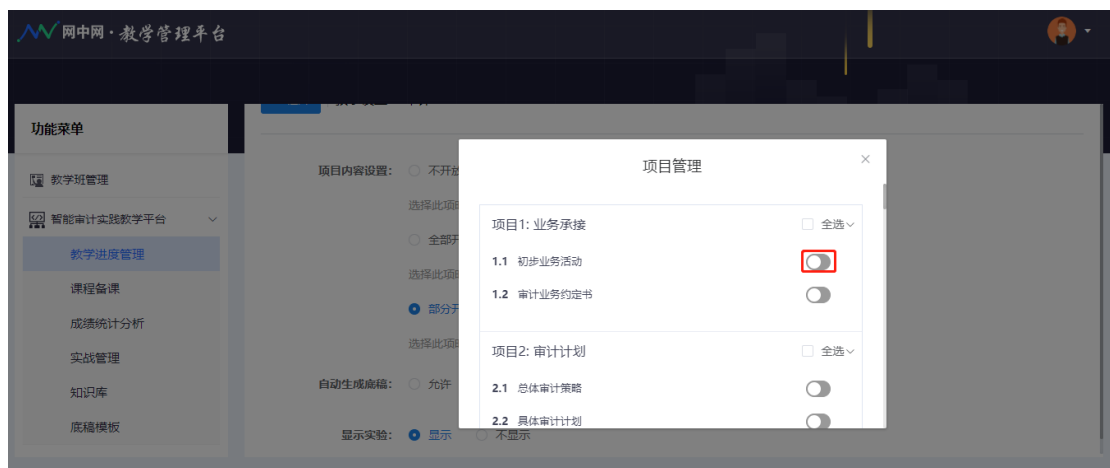 网中网·教学管理平台
功能菜单
教学班管理
智能审计实践教学平台
教学进度管理
课程备课
成绩统计分析
实战管理
知识库
底稿模板
项目内容设置： 不开放
选择此项时
全部开
选择此项时
部分开
选择此项时
自动生成底稿： 允许
显示实验： 显示 不显示
项目管理
项目1: 业务承接 全选
1.1 初步业务活动
1.2 审计业务约定书
项目2: 审计计划 全选
2.1 总体审计策略
2.2 具体审计计划